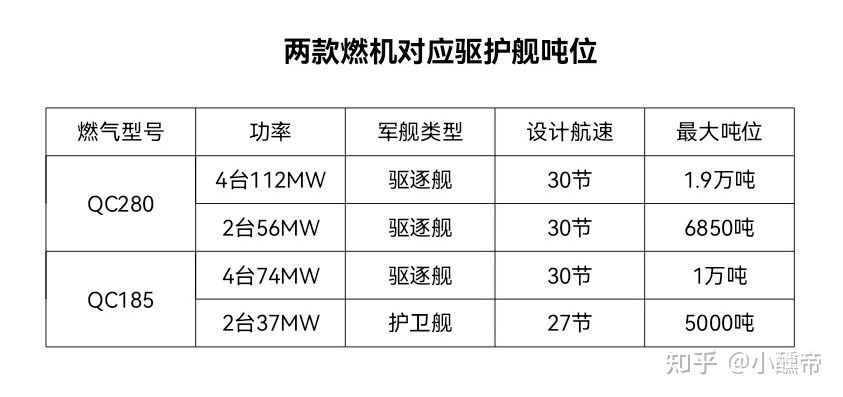 两款燃机对应驱护舰吨位
燃气型号 功率 军舰类型 设计航速 最大吨位
QC280 4台112MW 驱逐舰 30节 1.9万吨
2台56MW 驱逐舰 30节 6850吨
QC185 4台74MW 驱逐舰 30节 1万吨
2台37MW 护卫舰 27节 5000吨
知乎 @小醺帝